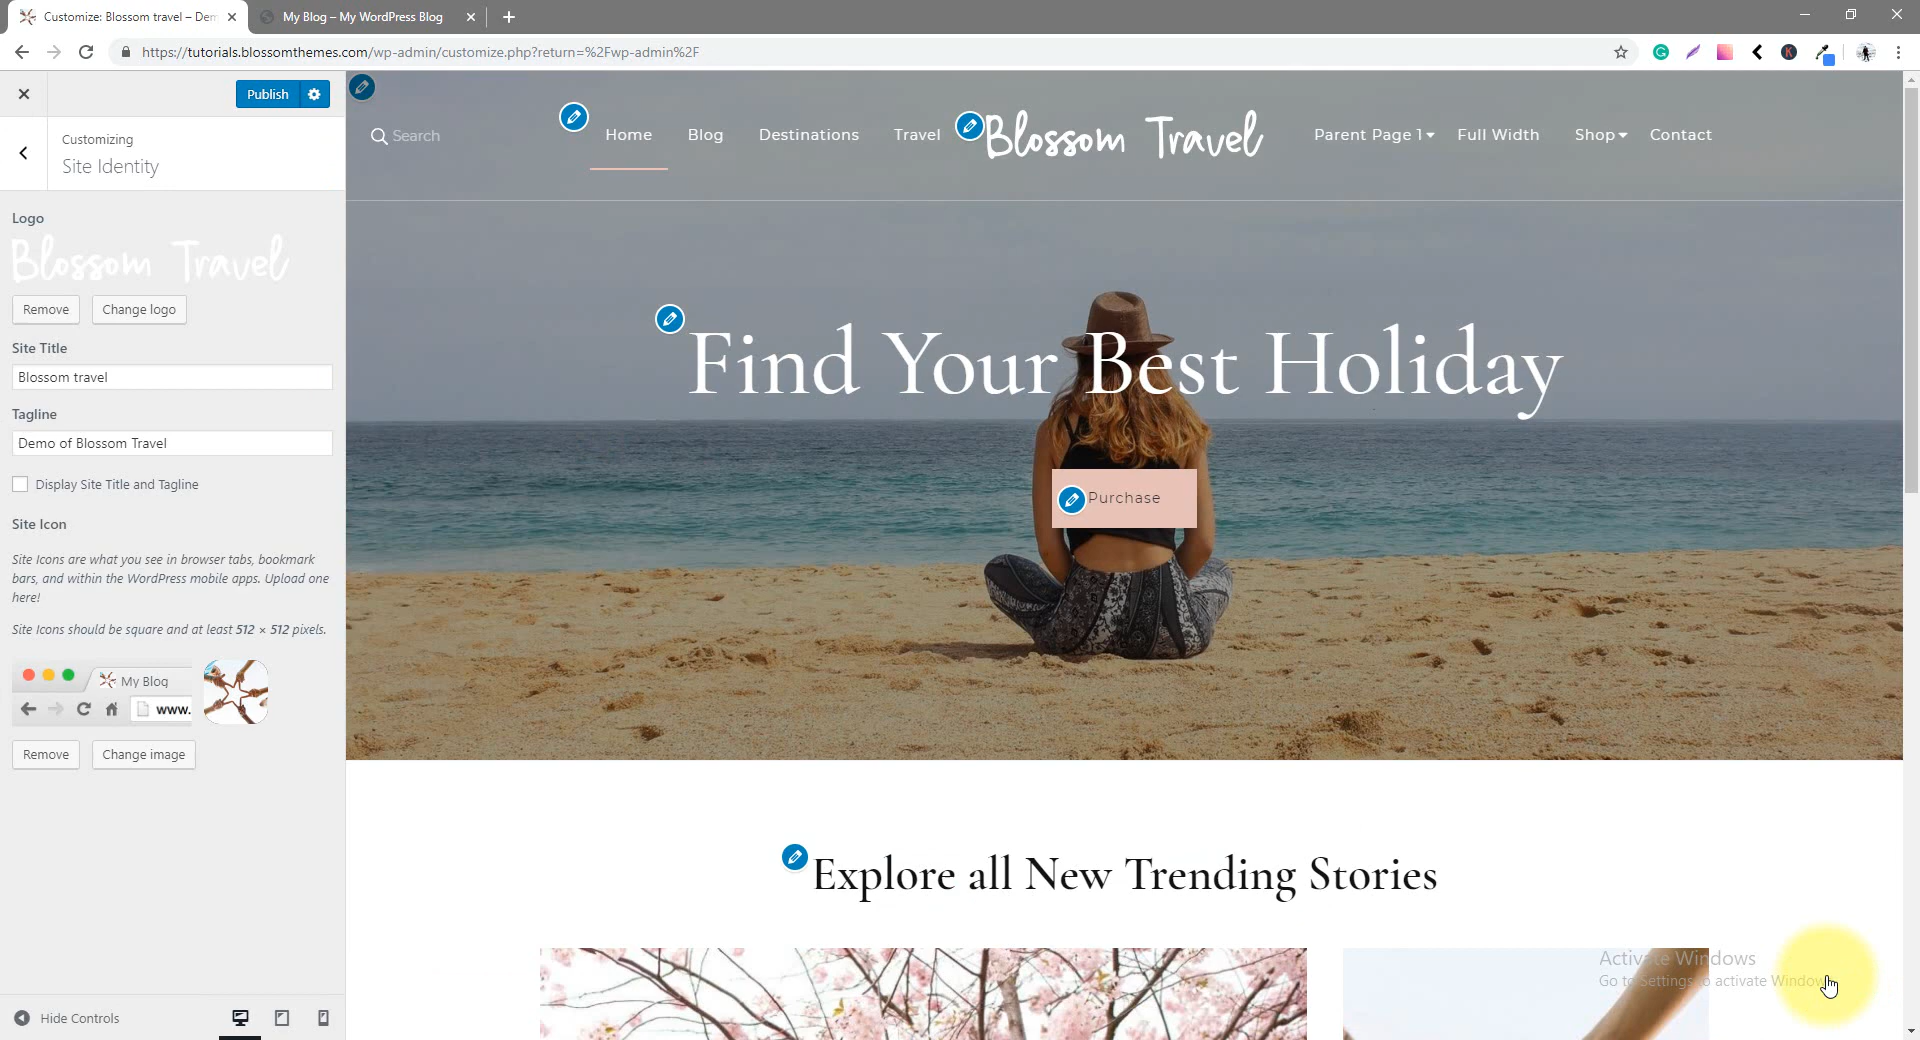 Customize: Blossom travel – Dem
My Blog – My WordPress Blog
https://tutorials.blossomthemes.com/wp-admin/customize.php?return=%2Fwp-admin%2F
Publish
Customizing
Site Identity
Logo
Blossom Travel
Remove
Change logo
Site Title
Blossom travel
Tagline
Demo of Blossom Travel
Display Site Title and Tagline
Site Icon
Site Icons are what you see in browser tabs, bookmark
bars, and within the WordPress mobile apps. Upload one
here!
Site Icons should be square and at least 512 × 512 pixels.
My Blog
www.
Remove
Change image
Hide Controls
Search
Home
Blog
Destinations
Travel
Blossom Travel
Parent Page 1
Full Width
Shop
Contact
Find Your Best Holiday
Purchase
Explore all New Trending Stories
Activate Windows
Go to Settings to activate Windows